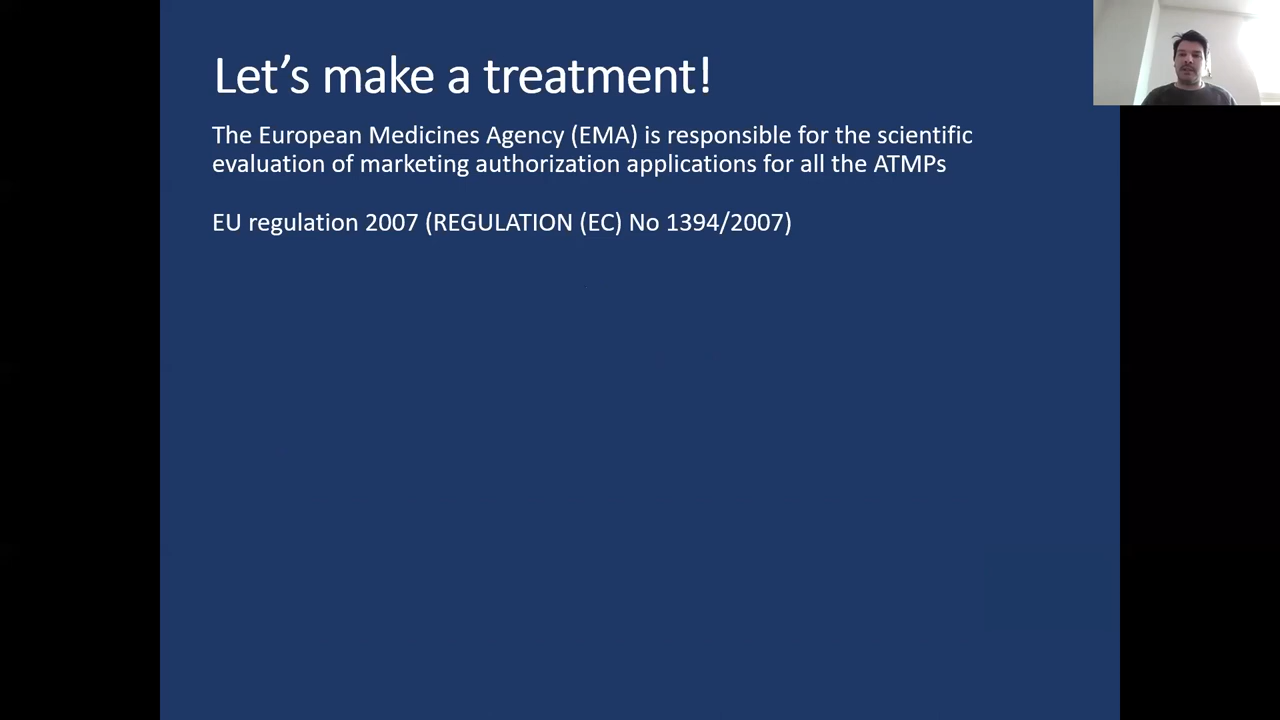 Let’s make a treatment!
The European Medicines Agency (EMA) is responsible for the scientific
evaluation of marketing authorization applications for all the ATMPs
EU regulation 2007 (REGULATION (EC) No 1394/2007)